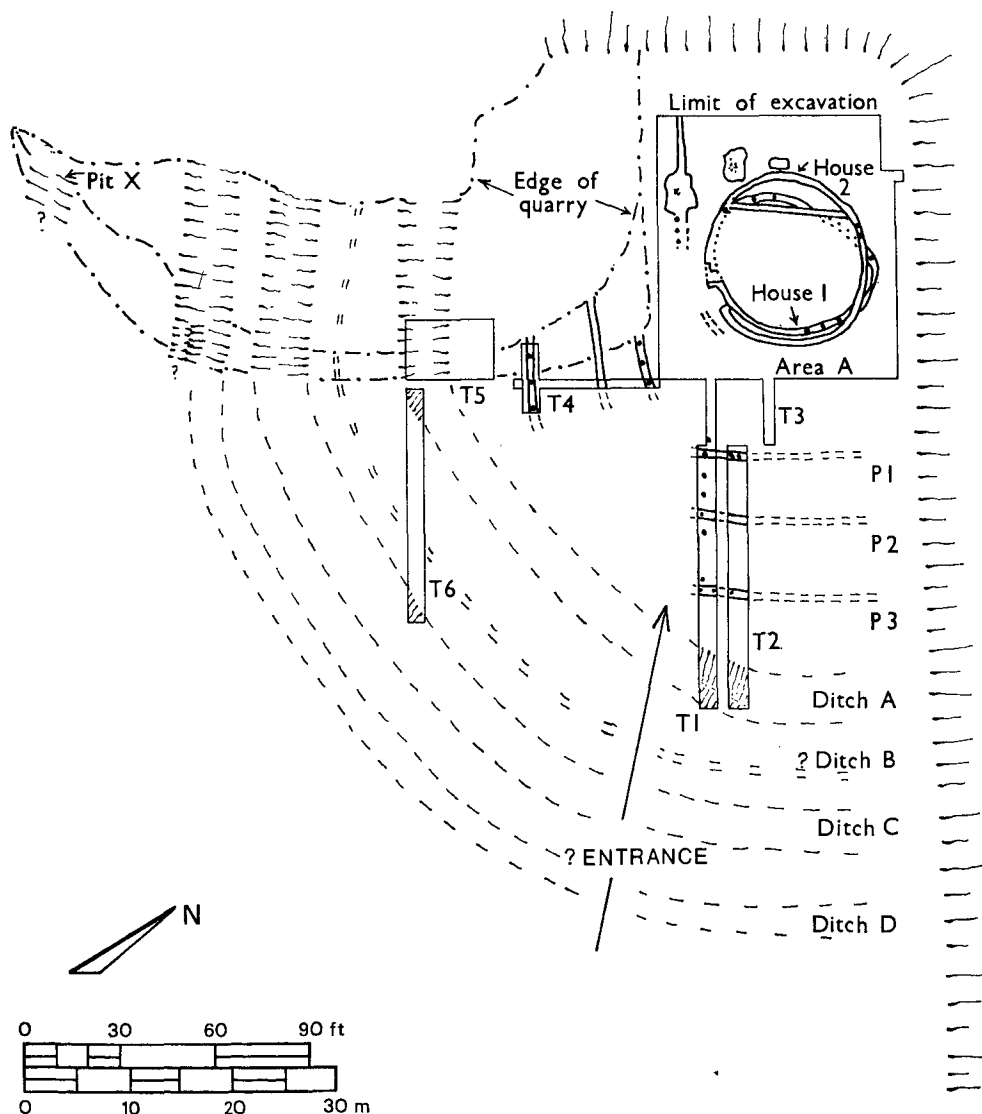 Limit of excavation
Pit X
?
House
2
Edge of
quarry
House 1
?
Area A
T5
T4
T3
P1
P2
T6
P3
T2
Ditch A
T1
? Ditch B
Ditch C
? ENTRANCE
Ditch D
N
0 30 60 90 ft
0 10 20 30 m